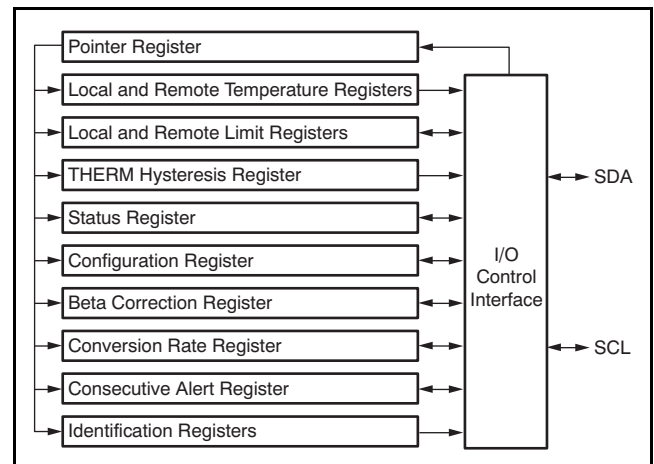 Pointer Register
Local and Remote Temperature Registers
Local and Remote Limit Registers
THERM Hysteresis Register
Status Register
Configuration Register
Beta Correction Register
Conversion Rate Register
Consecutive Alert Register
Identification Registers
I/O
Control
Interface
SDA
SCL